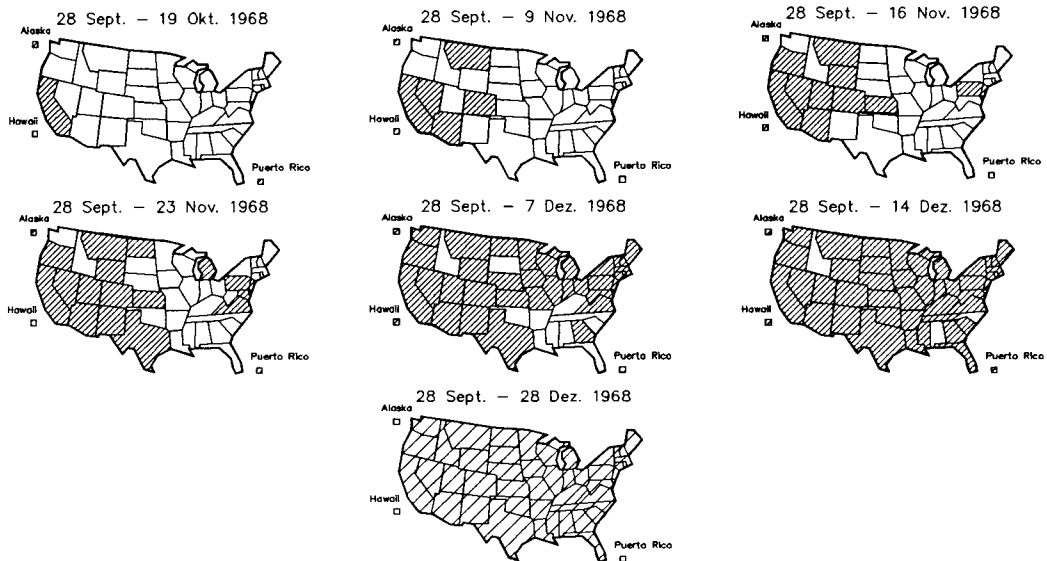 28 Sept. – 19 Okt. 1968
Alaska
Hawaii
Puerto Rico
28 Sept. – 9 Nov. 1968
Alaska
Hawaii
Puerto Rico
28 Sept. – 16 Nov. 1968
Alaska
Hawaii
Puerto Rico
28 Sept. – 23 Nov. 1968
Alaska
Hawaii
Puerto Rico
28 Sept. – 7 Dez. 1968
Alaska
Hawaii
Puerto Rico
28 Sept. – 14 Dez. 1968
Alaska
Hawaii
Puerto Rico
28 Sept. – 28 Dez. 1968
Alaska
Hawaii
Puerto Rico